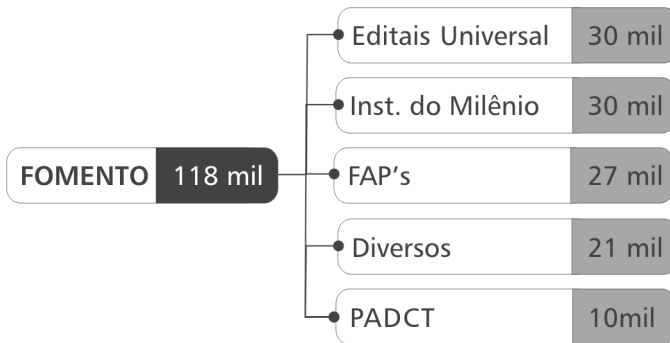 Editais Universal 30 mil
Inst. do Milênio 30 mil
FOMENTO 118 mil
FAP's 27 mil
Diversos 21 mil
PADCT 10mil